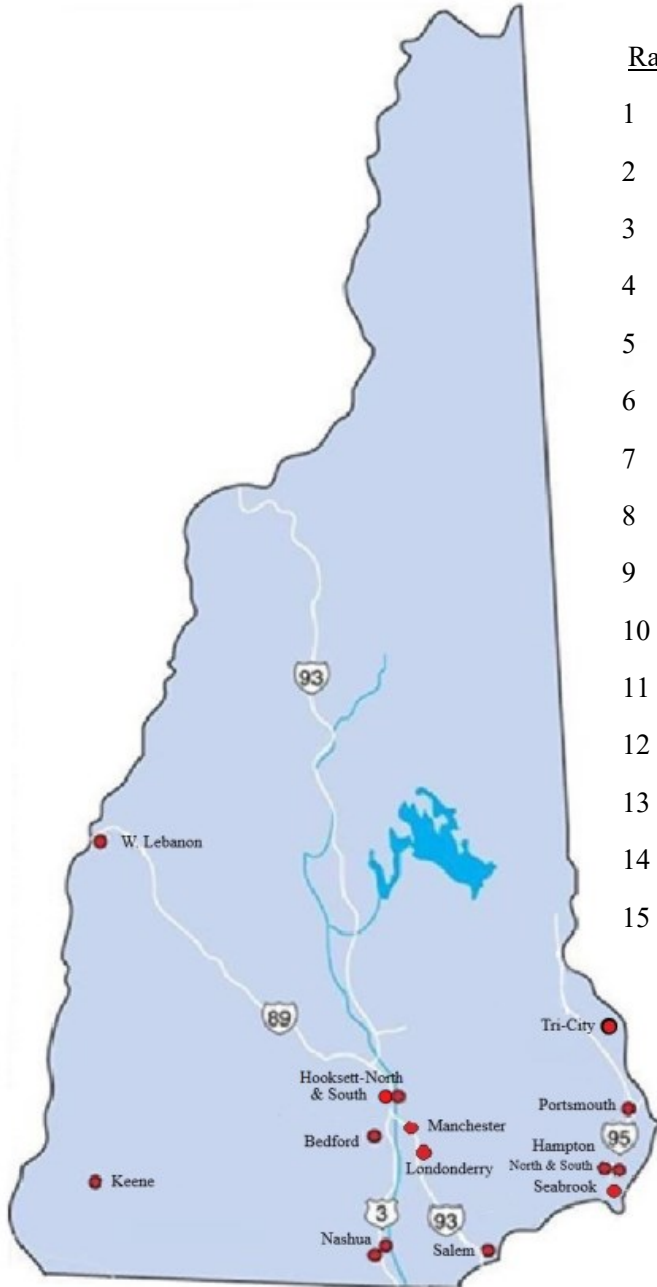 Ra
1
2
3
4
5
6
7
8
9
10
11
12
13
14
15
93
W. Lebanon
89
Tri-City
Hooksett-North
& South
Portsmouth
Manchester
Bedford
95
Hampton
North & South
Londonderry
Keene
Seabrook
3
93
Nashua
Salem